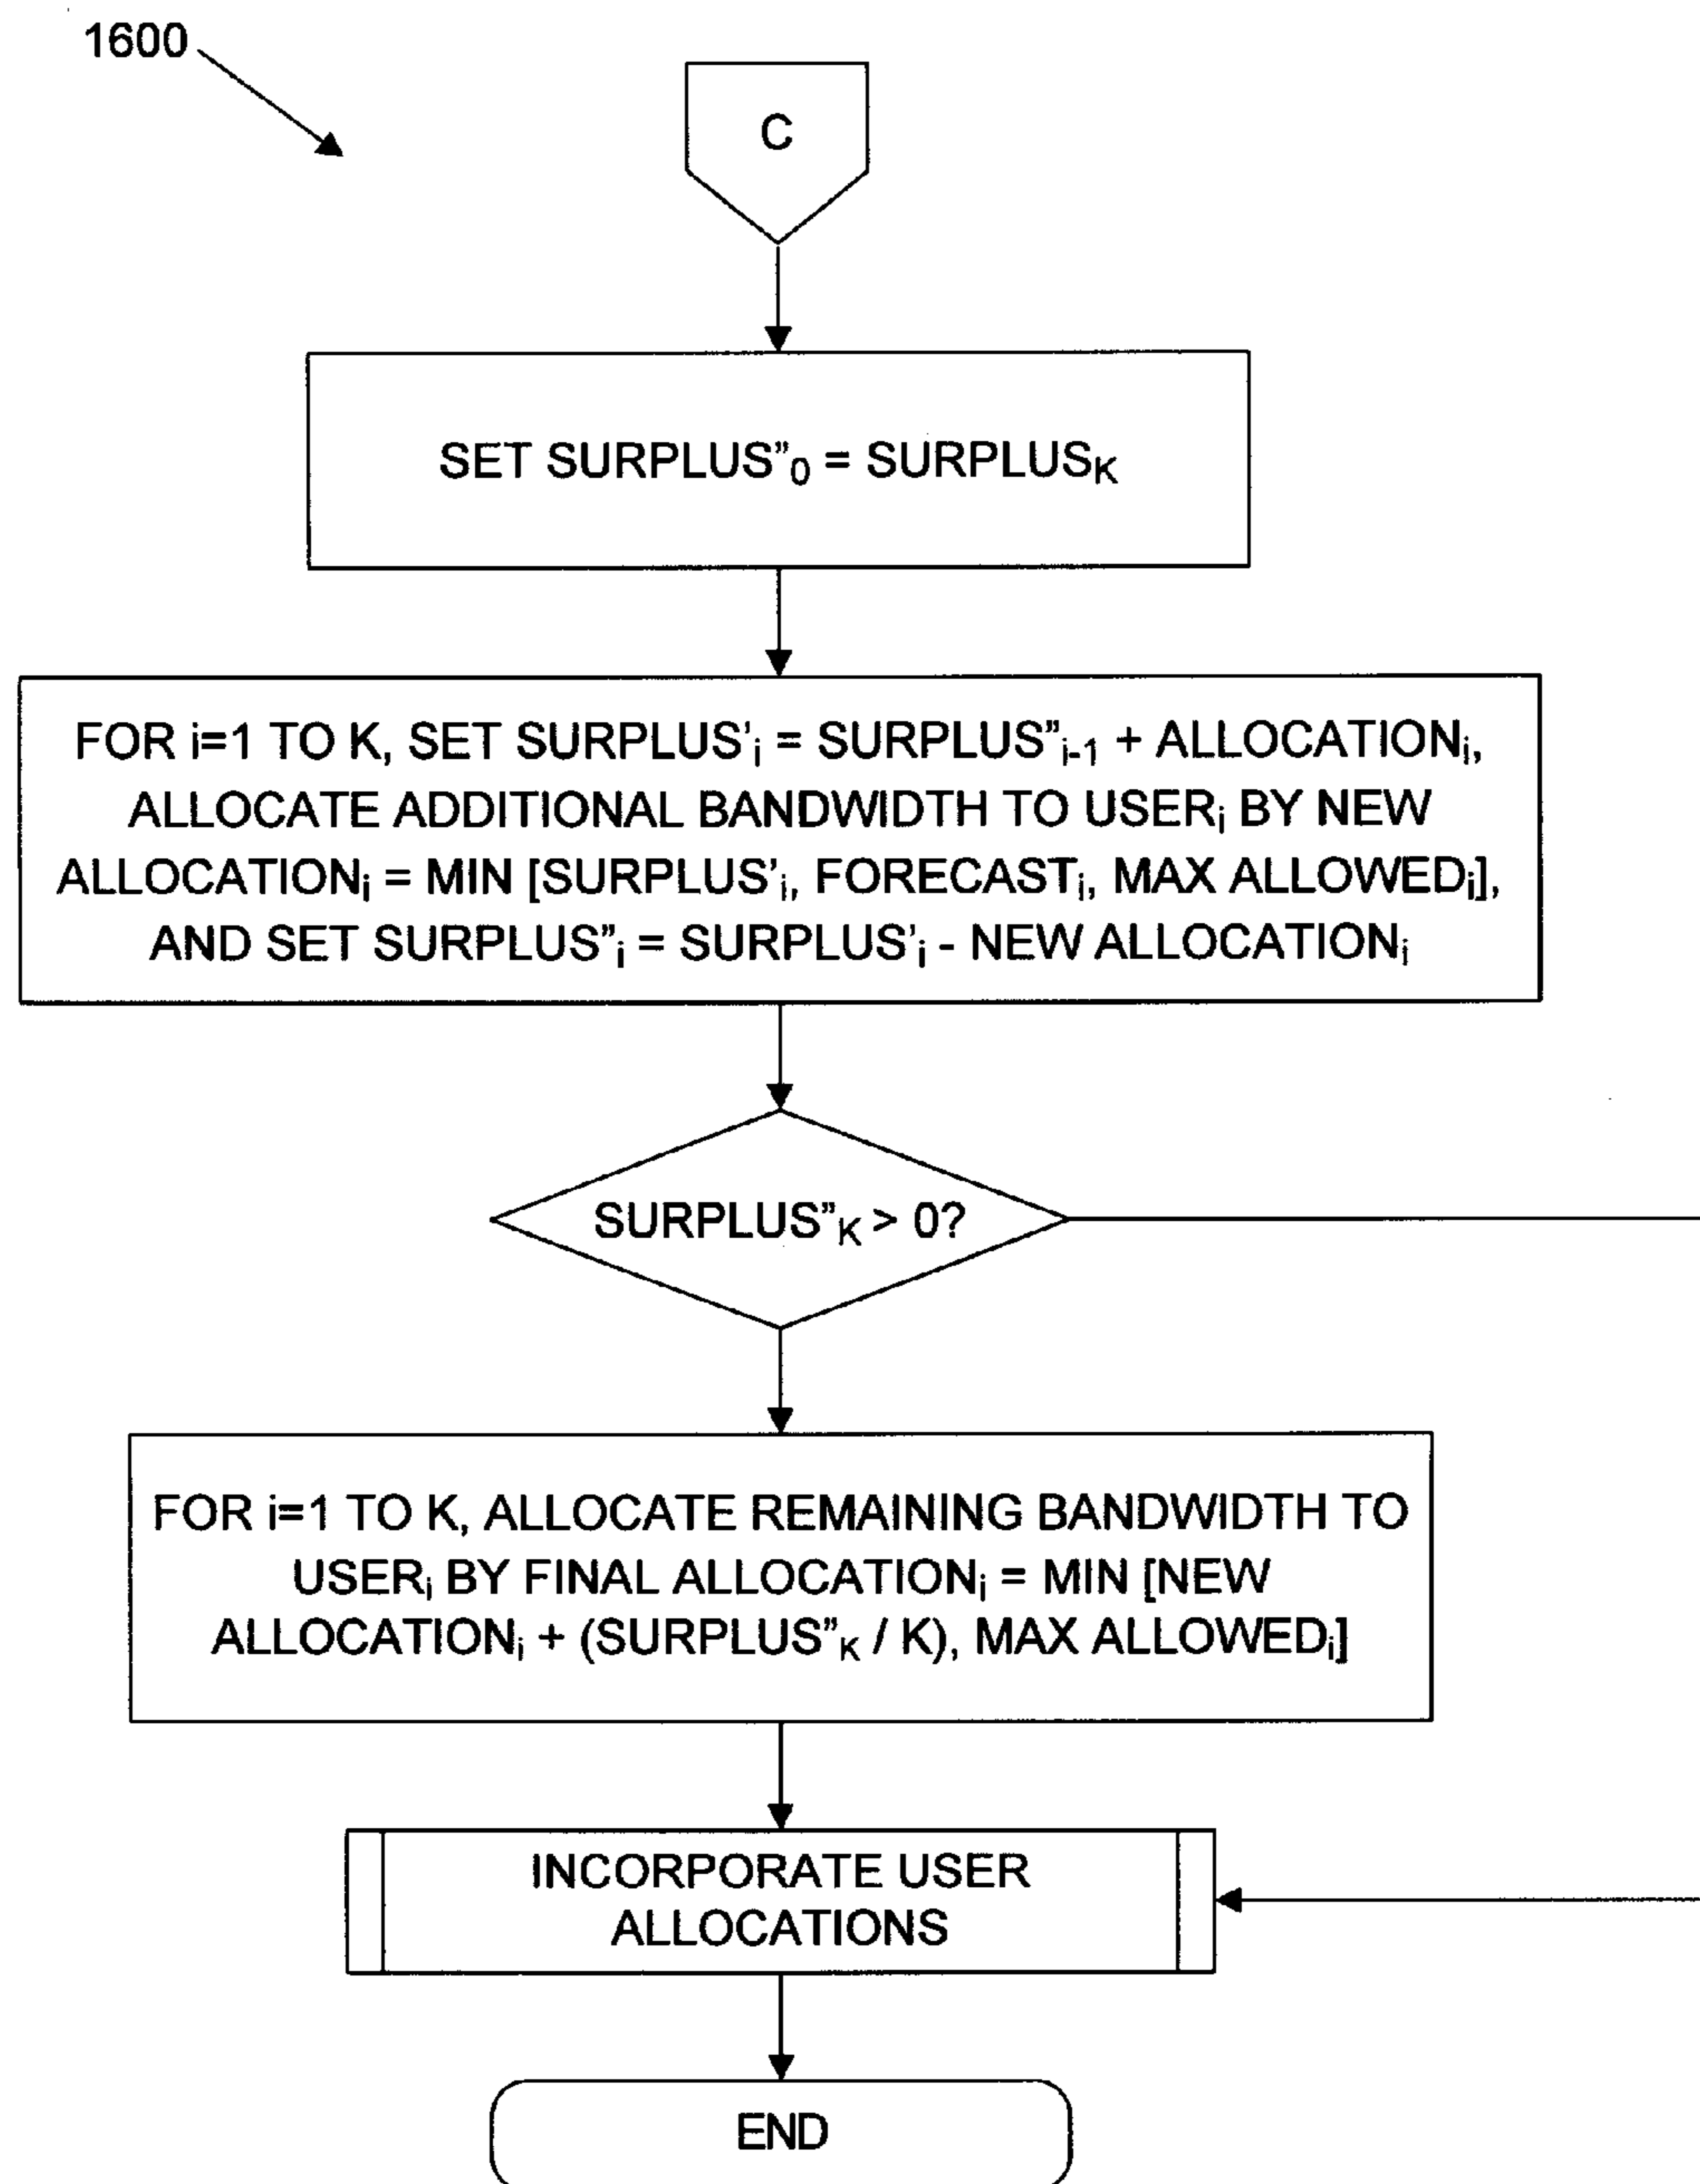 1600
C
SET SURPLUS”₀ = SURPLUSₖ
FOR i=1 TO K, SET SURPLUS’ᵢ = SURPLUS”ᵢ₋₁ + ALLOCATIONᵢ,
ALLOCATE ADDITIONAL BANDWIDTH TO USERᵢ BY NEW
ALLOCATIONᵢ = MIN [SURPLUS’ᵢ, FORECASTᵢ, MAX ALLOWEDᵢ],
AND SET SURPLUS”ᵢ = SURPLUS’ᵢ - NEW ALLOCATIONᵢ
SURPLUS”ₖ > 0?
FOR i=1 TO K, ALLOCATE REMAINING BANDWIDTH TO
USERᵢ BY FINAL ALLOCATIONᵢ = MIN [NEW
ALLOCATIONᵢ + (SURPLUS”ₖ / K), MAX ALLOWEDᵢ]
INCORPORATE USER
ALLOCATIONS
END